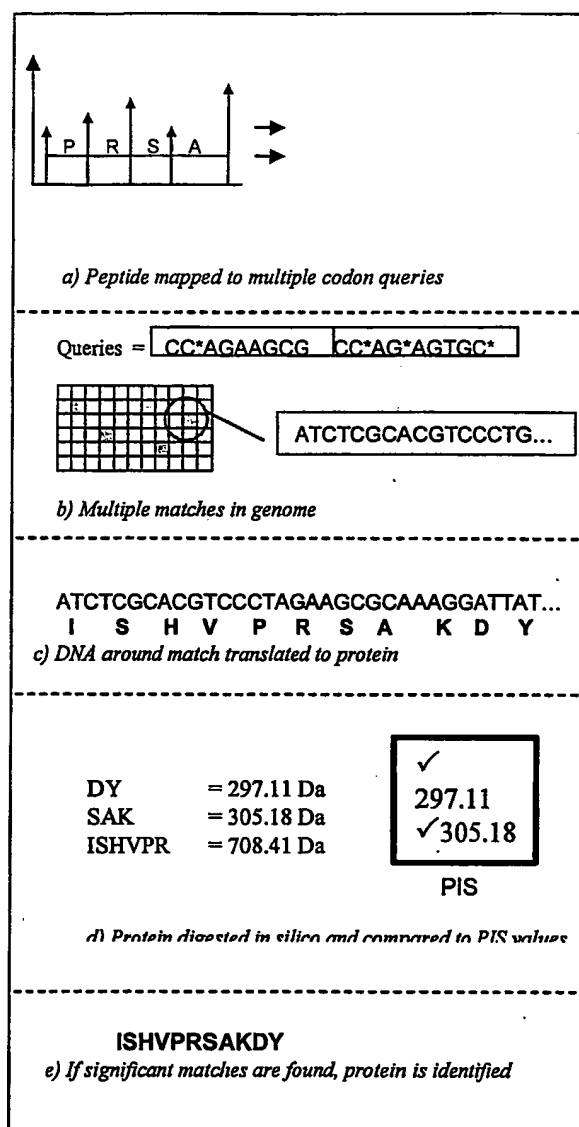 P R S A
a) Peptide mapped to multiple codon queries
Queries = CC*AGAAGCG CC*AG*AGTGC*
ATCTCGCACGTCCCTG...
b) Multiple matches in genome
ATCTCGCACGTCCCTAGAAGCGCAAAGGATTAT...
I S H V P R S A K D Y
c) DNA around match translated to protein
DY = 297.11 Da
SAK = 305.18 Da
ISHVPR = 708.41 Da
✓
297.11
✓305.18
PIS
d) Protein digested in silico and compared to PIS values
ISHVPRSAKDY
e) If significant matches are found, protein is identified